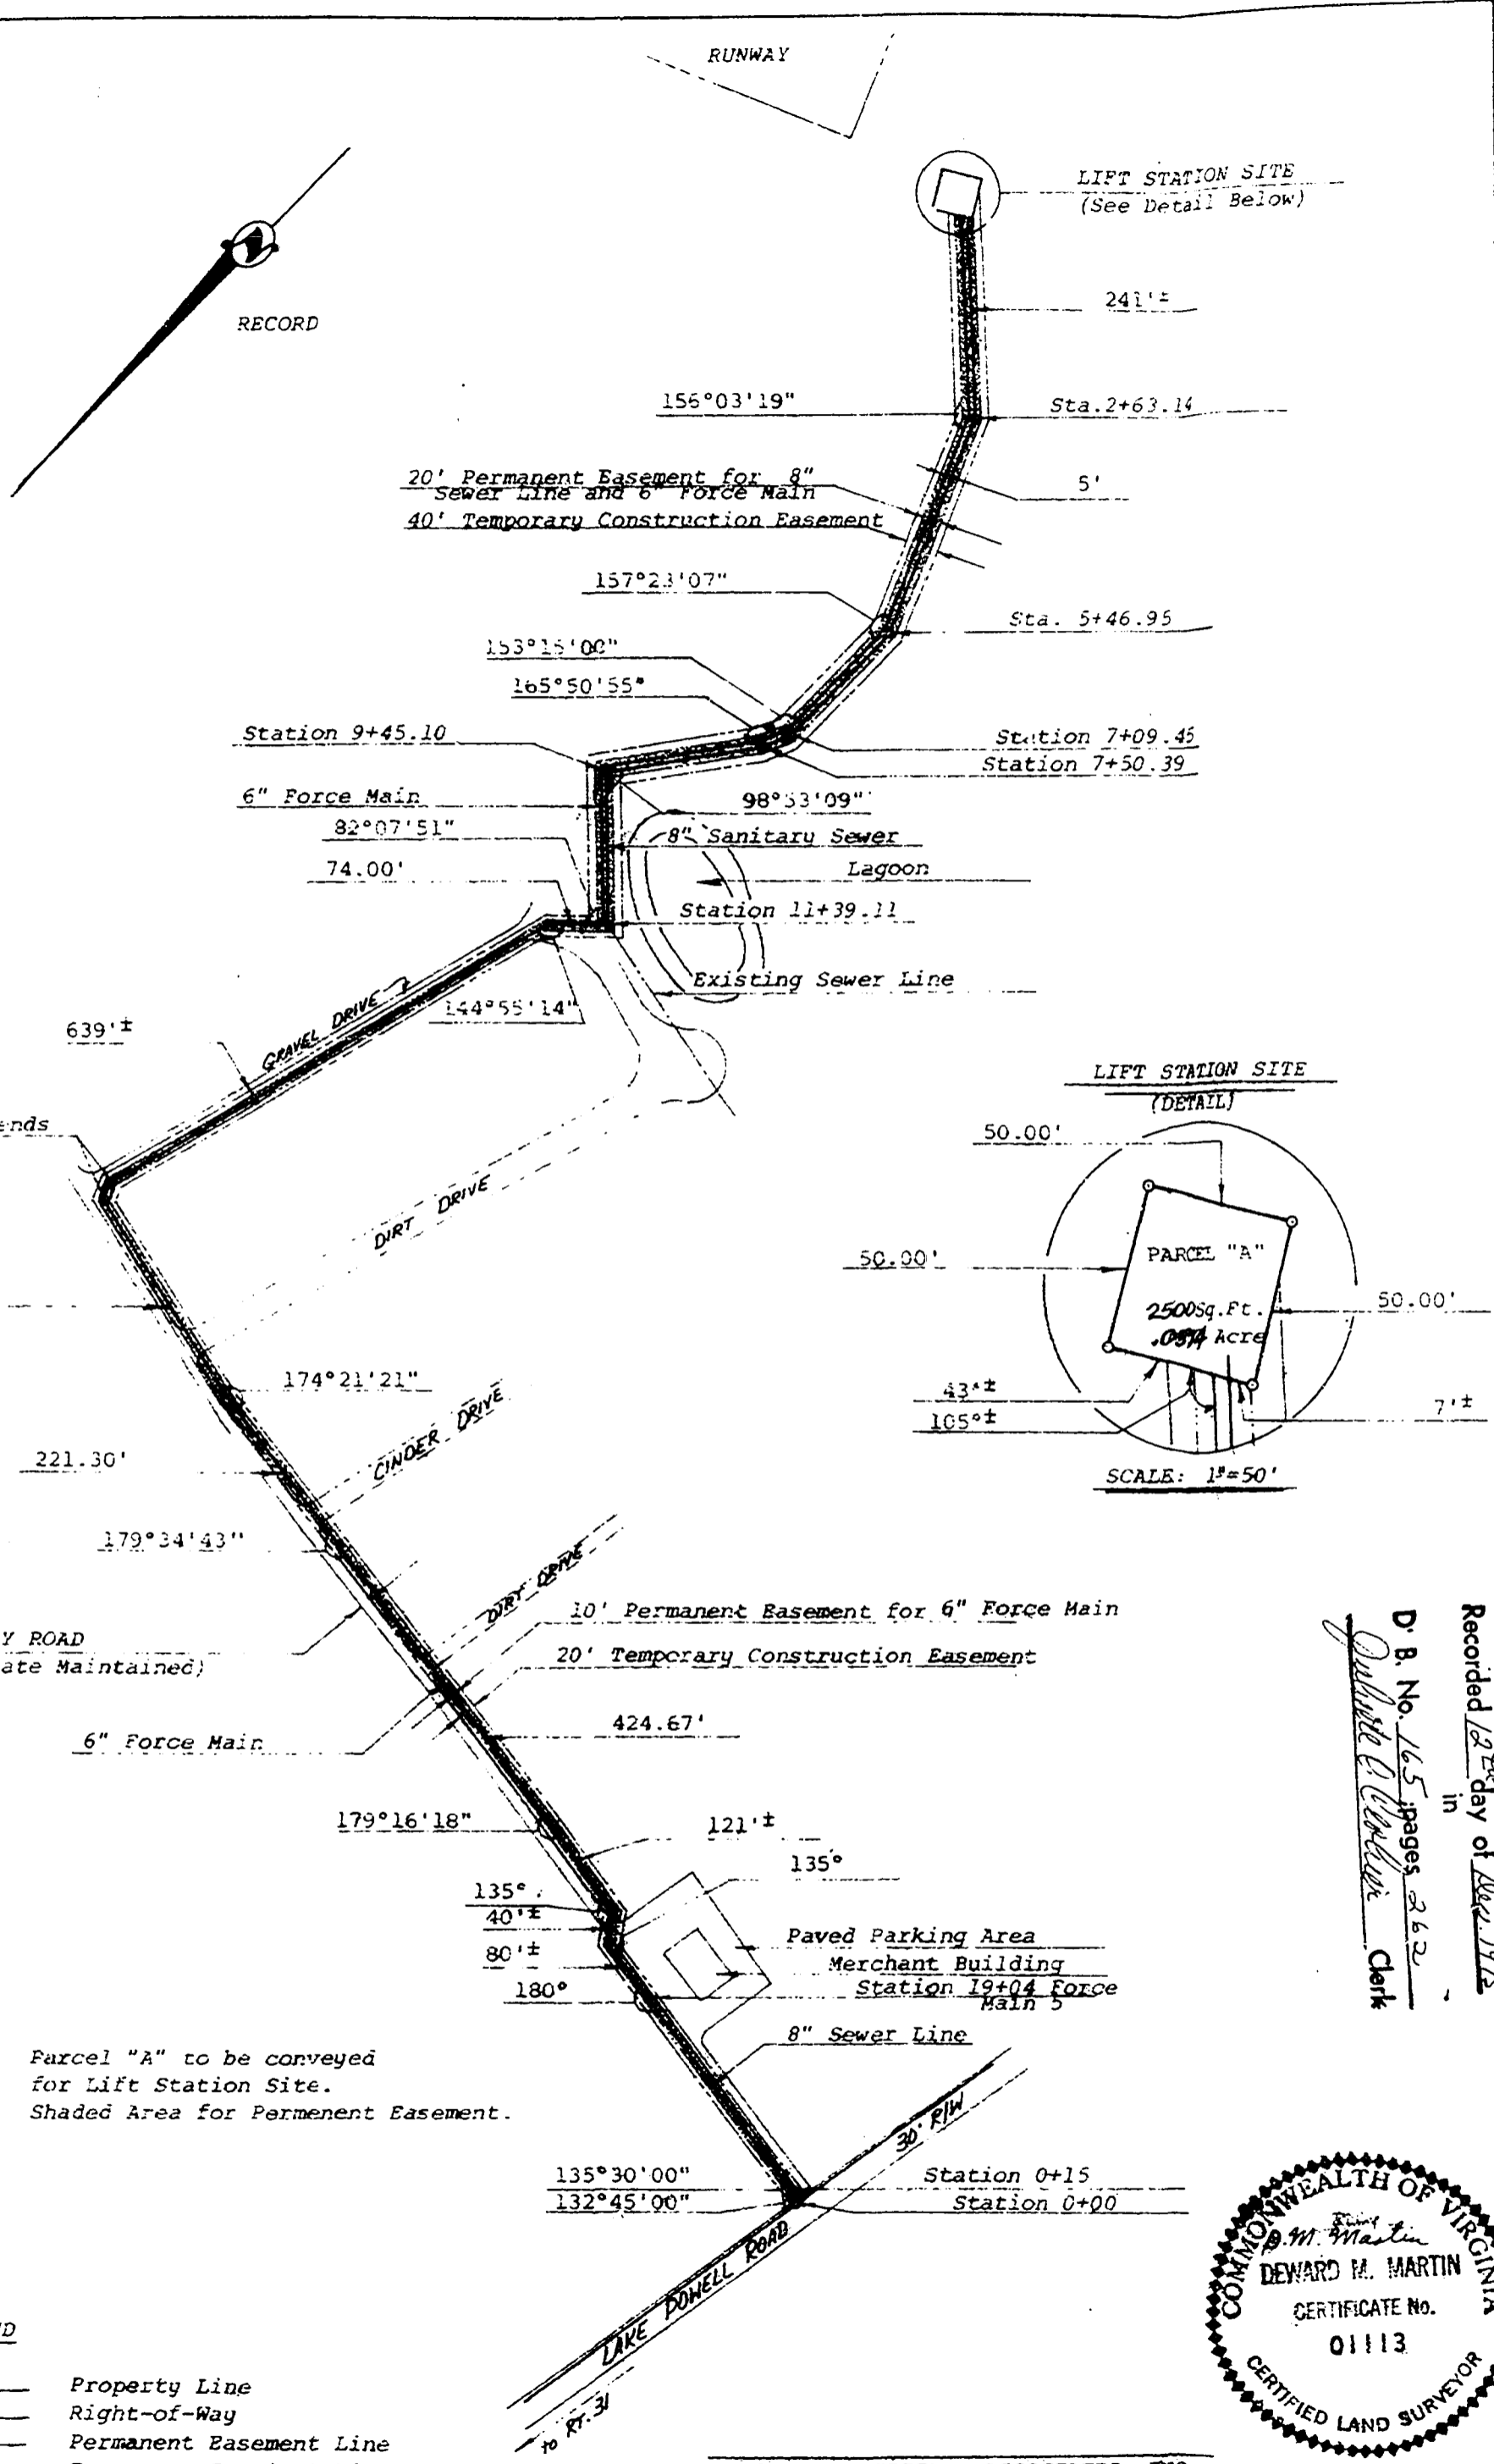 RUNWAY
LIFT STATION SITE
(See Detail Below)
RECORD
241'±
156°03'19"
Sta.2+63.14
20' Permanent Easement for 8"
Sewer Line and 6" Force Main
5'
40' Temporary Construction Easement
157°23'07"
Sta. 5+46.95
153°15'00"
165°50'55"
Station 9+45.10
Station 7+09.45
Station 7+50.39
6" Force Main
98°53'09"
82°07'51"
8" Sanitary Sewer
74.00'
Lagoon
Station 11+39.11
Existing Sewer Line
144°55'14"
GRAVEL DRIVE
639'±
ends
LIFT STATION SITE
(DETAIL)
50.00'
DIRT DRIVE
PARCEL "A"
50.00'
2500Sq.Ft.
50.00'
Acre
174°21'21"
43'±
7'±
105°±
CINDER DRIVE
221.30'
SCALE: 1"=50'
179°34'43"
DIRT DRIVE
10' Permanent Easement for 6" Force Main
Y ROAD
20' Temporary Construction Easement
ate Maintained)
424.67'
6" Force Main
179°16'18"
121'±
135°
135°
40'±
Paved Parking Area
80'±
Merchant Building
180°
Station 19+04 Force
Main 5
8" Sewer Line
Parcel "A" to be conveyed
for Lift Station Site.
Shaded Area for Permenent Easement.
30' R/W
135°30'00"
Station 0+15
132°45'00"
Station 0+00
LAKE POWELL ROAD
to RT. 31
Recorded 12 day of Dec.
in
D. B. No. 165 pages 262
Clerk
COMMONWEALTH OF VIRGINIA
D. M. Martin
DEWARD M. MARTIN
CERTIFICATE No.
01113
CERTIFIED LAND SURVEYOR
D
Property Line
Right-of-Way
Permanent Easement Line